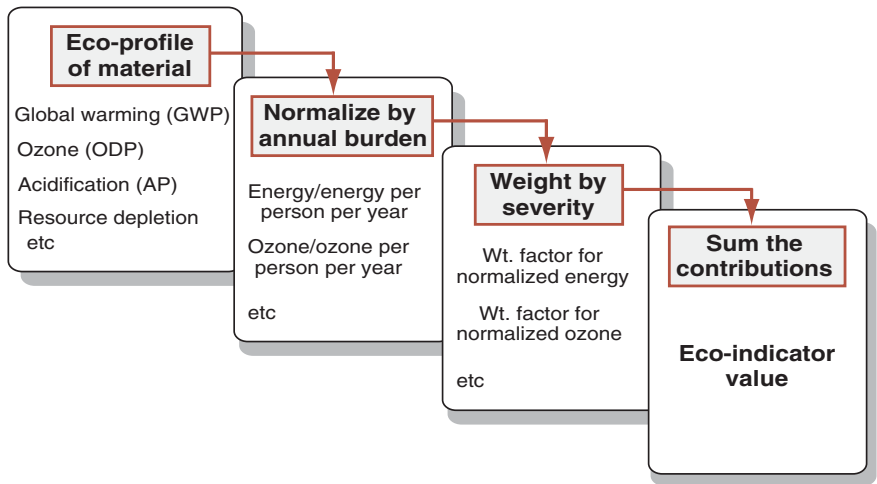 Eco-profile
of material
Global warming (GWP)
Ozone (ODP)
Acidification (AP)
Resource depletion
etc
Normalize by
annual burden
Energy/energy per
person per year
Ozone/ozone per
person per year
etc
Weight by
severity
Wt. factor for
normalized energy
Wt. factor for
normalized ozone
etc
Sum the
contributions
Eco-indicator
value